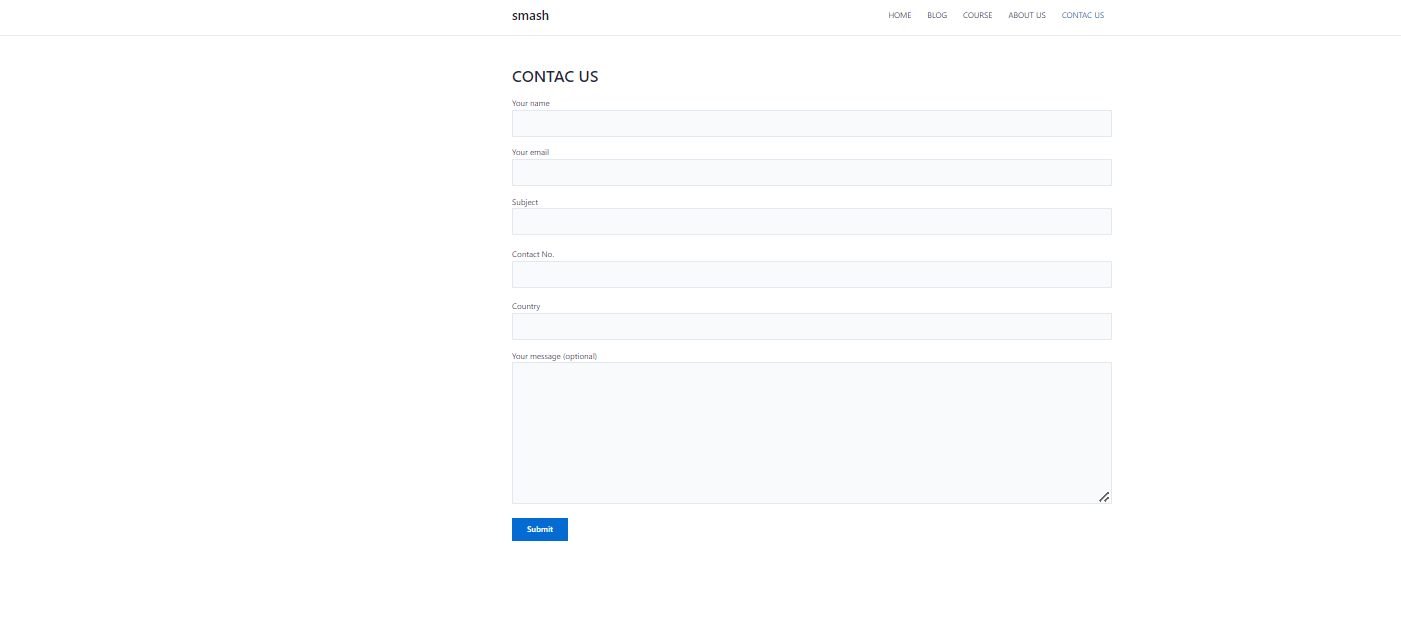 smash
HOME BLOG COURSE ABOUT US CONTAC US
CONTAC US
Your name
Your email
Subject
Contact No.
Country
Your message (optional)
Submit